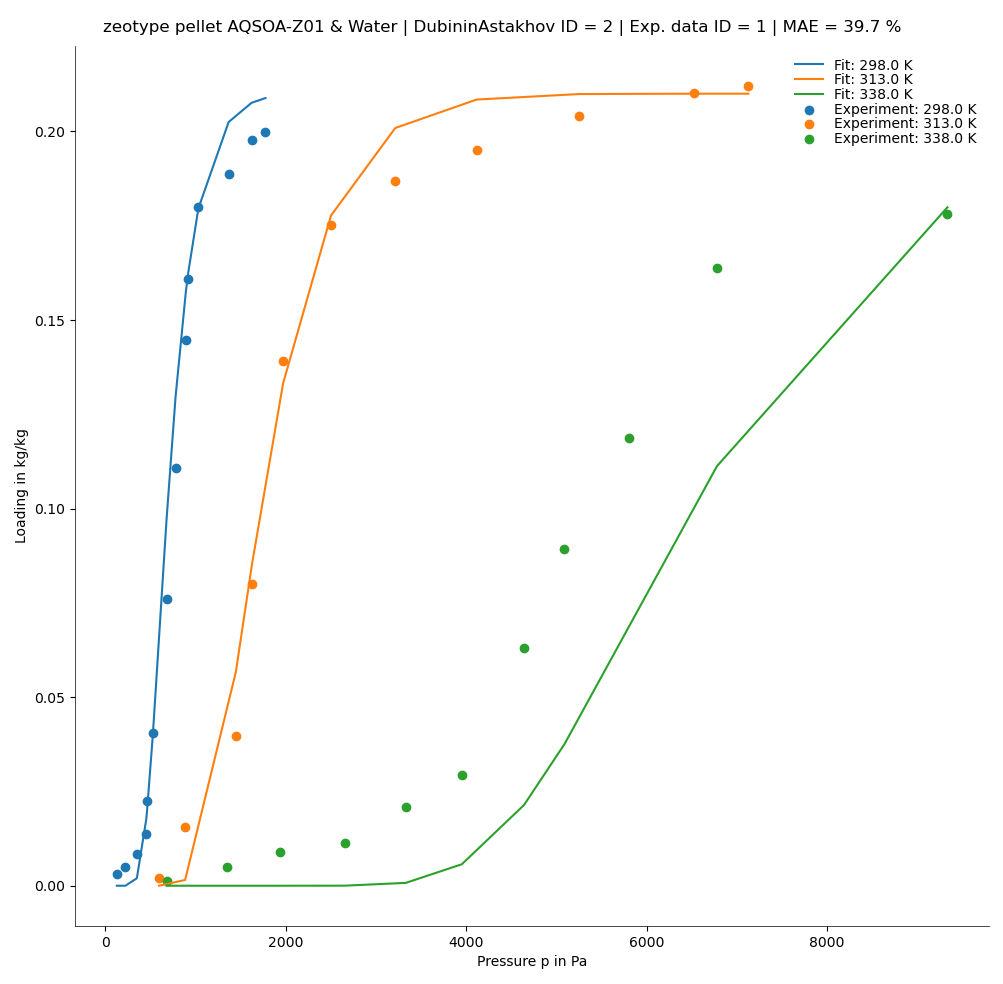 zeotype pellet AQSOA-Z01 & Water | DubininAstakhov ID = 2 | Exp. data ID = 1 | MAE = 39.7 %
Fit: 298.0 K
Fit: 313.0 K
Fit: 338.0 K
Experiment: 298.0 K
Experiment: 313.0 K
Experiment: 338.0 K
Loading in kg/kg
0.20
0.15
0.10
0.05
0.00
0 2000 4000 6000 8000
Pressure p in Pa